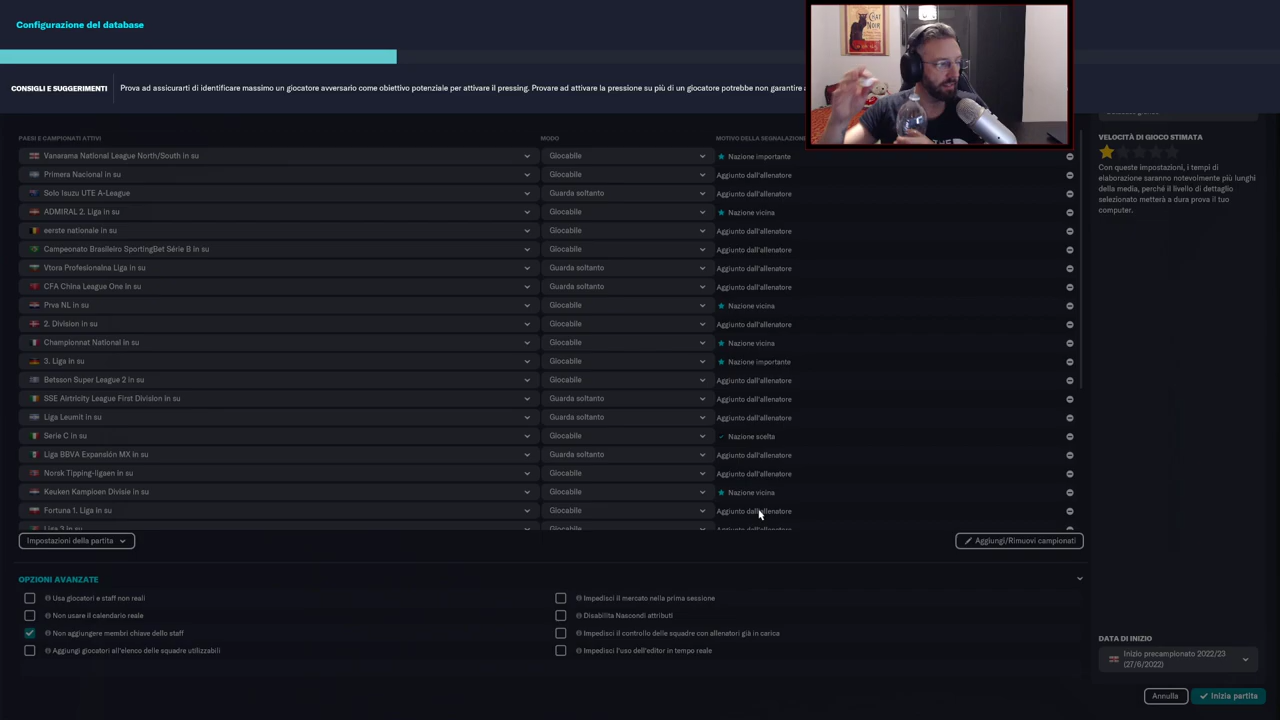 Configurazione del database
CHAT
NOIR
CONSIGLI E SUGGERIMENTI
Prova ad assicurarti di identificare massimo un giocatore avversario come obiettivo potenziale per attivare il pressing. Provare ad attivare la pressione su più di un giocatore potrebbe non garantire
PAESI E CAMPIONATI ATTIVI MODO MOTIVO DELLA SEGNALAZIONE
Vanarama National League North/South in su Giocabile Nazione importante
Primera Nacional in su Giocabile Aggiunto dall'allenatore
Solo Isuzu UTE A-League Guarda soltanto Aggiunto dall'allenatore
ADMIRAL 2. Liga in su Giocabile Nazione vicina
eerste nationale in su Giocabile Aggiunto dall'allenatore
Campeonato Brasileiro SportingBet Série B in su Giocabile Aggiunto dall'allenatore
Vtora Profesionalna Liga in su Guarda soltanto Aggiunto dall'allenatore
CFA China League One in su Guarda soltanto Aggiunto dall'allenatore
Prva NL in su Giocabile Nazione vicina
2. Division in su Giocabile Aggiunto dall'allenatore
Championnat National in su Giocabile Nazione vicina
3. Liga in su Giocabile Nazione importante
Betsson Super League 2 in su Giocabile Aggiunto dall'allenatore
SSE Airtricity League First Division in su Guarda soltanto Aggiunto dall'allenatore
Liga Leumit in su Guarda soltanto Aggiunto dall'allenatore
Serie C in su Giocabile Nazione scelta
Liga BBVA Expansión MX in su Guarda soltanto Aggiunto dall'allenatore
Norsk Tipping-ligaen in su Giocabile Aggiunto dall'allenatore
Keuken Kampioen Divisie in su Giocabile Nazione vicina
Fortuna 1. Liga in su Giocabile Aggiunto dall'allenatore
Liga 3 in su Giocabile Aggiunto dall'allenatore
Impostazioni della partita
Aggiungi/Rimuovi campionati
OPZIONI AVANZATE
Usa giocatori e staff non reali
Non usare il calendario reale
Non aggiungere membri chiave dello staff
Aggiungi giocatori all'elenco delle squadre utilizzabili
Impedisci il mercato nella prima sessione
Disabilita Nascondi attributi
Impedisci il controllo delle squadre con allenatori già in carica
Impedisci l'uso dell'editor in tempo reale
VELOCITÀ DI GIOCO STIMATA
Con queste impostazioni, i tempi di
elaborazione saranno notevolmente più lunghi
della media, perché il livello di dettaglio
selezionato metterà a dura prova il tuo
computer.
DATA DI INIZIO
Inizio precampionato 2022/23
(27/6/2022)
Annulla
Inizia partita